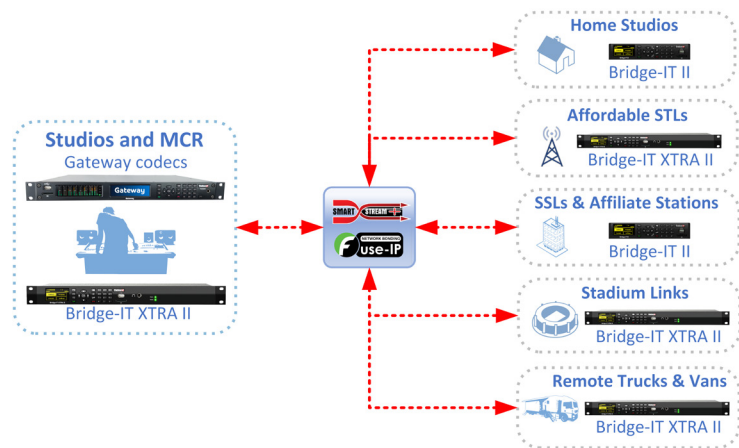 Studios and MCR
Gateway codecs
Gateway
Bridge-IT XTRA II
SMART STREAM
NETWORK BONDING
Fuse-IP
Home Studios
Bridge-IT II
Affordable STLs
Bridge-IT XTRA II
SSLs & Affiliate Stations
Bridge-IT II
Stadium Links
Bridge-IT XTRA II
Remote Trucks & Vans
Bridge-IT XTRA II